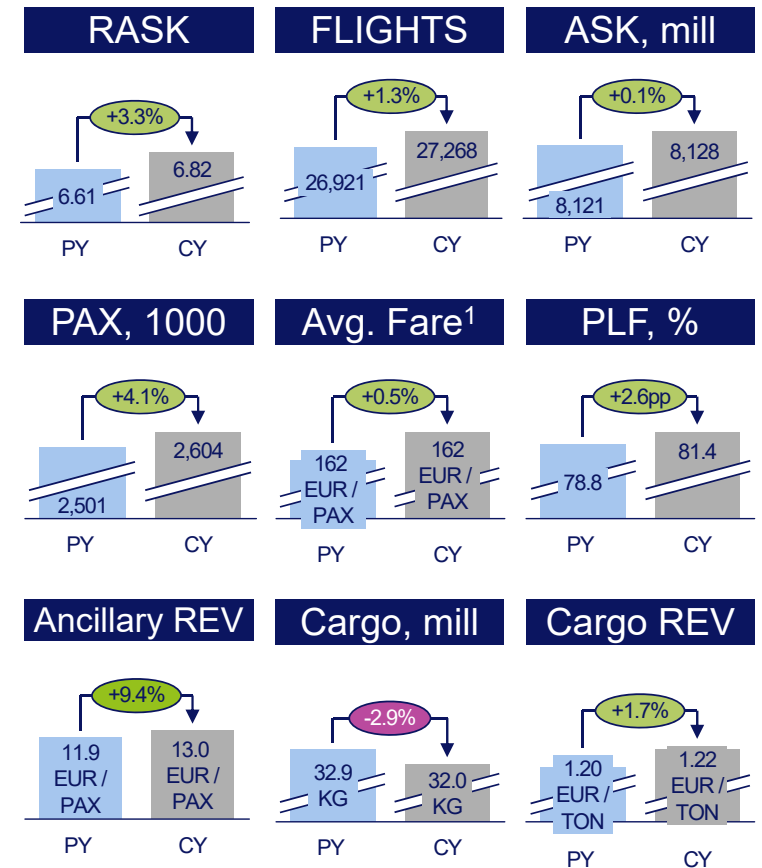 RASK
+3.3%
6.61
6.82
PY
CY
FLIGHTS
+1.3%
26,921
27,268
PY
CY
ASK, mill
+0.1%
8,121
8,128
PY
CY
PAX, 1000
+4.1%
2,501
2,604
PY
CY
Avg. Fare¹
+0.5%
162
EUR /
PAX
162
EUR /
PAX
PY
CY
PLF, %
+2.6pp
78.8
81.4
PY
CY
Ancillary REV
+9.4%
11.9
EUR /
PAX
13.0
EUR /
PAX
PY
CY
Cargo, mill
-2.9%
32.9
KG
32.0
KG
PY
CY
Cargo REV
+1.7%
1.20
EUR /
TON
1.22
EUR /
TON
PY
CY